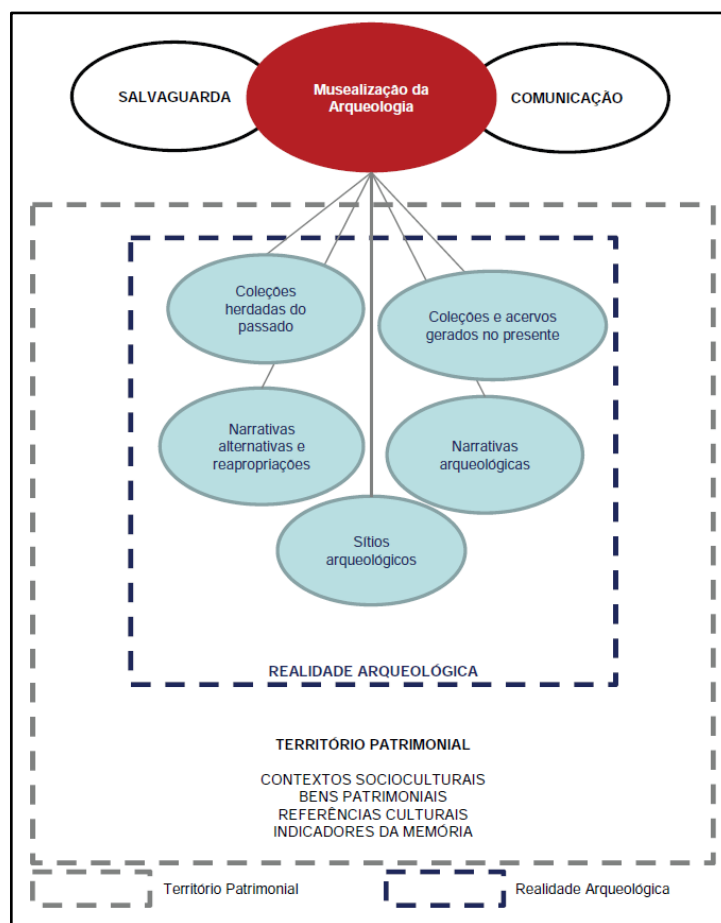 SALVAGUARDA
Musealização da
Arqueologia
COMUNICAÇÃO
Coleções
herdadas do
passado
Coleções e acervos
gerados no presente
Narrativas
alternativas e
reapropriações
Narrativas
arqueológicas
Sítios
arqueológicos
REALIDADE ARQUEOLÓGICA
TERRITÓRIO PATRIMONIAL
CONTEXTOS SOCIOCULTURAIS
BENS PATRIMONIAIS
REFERÊNCIAS CULTURAIS
INDICADORES DA MEMÓRIA
Território Patrimonial
Realidade Arqueológica